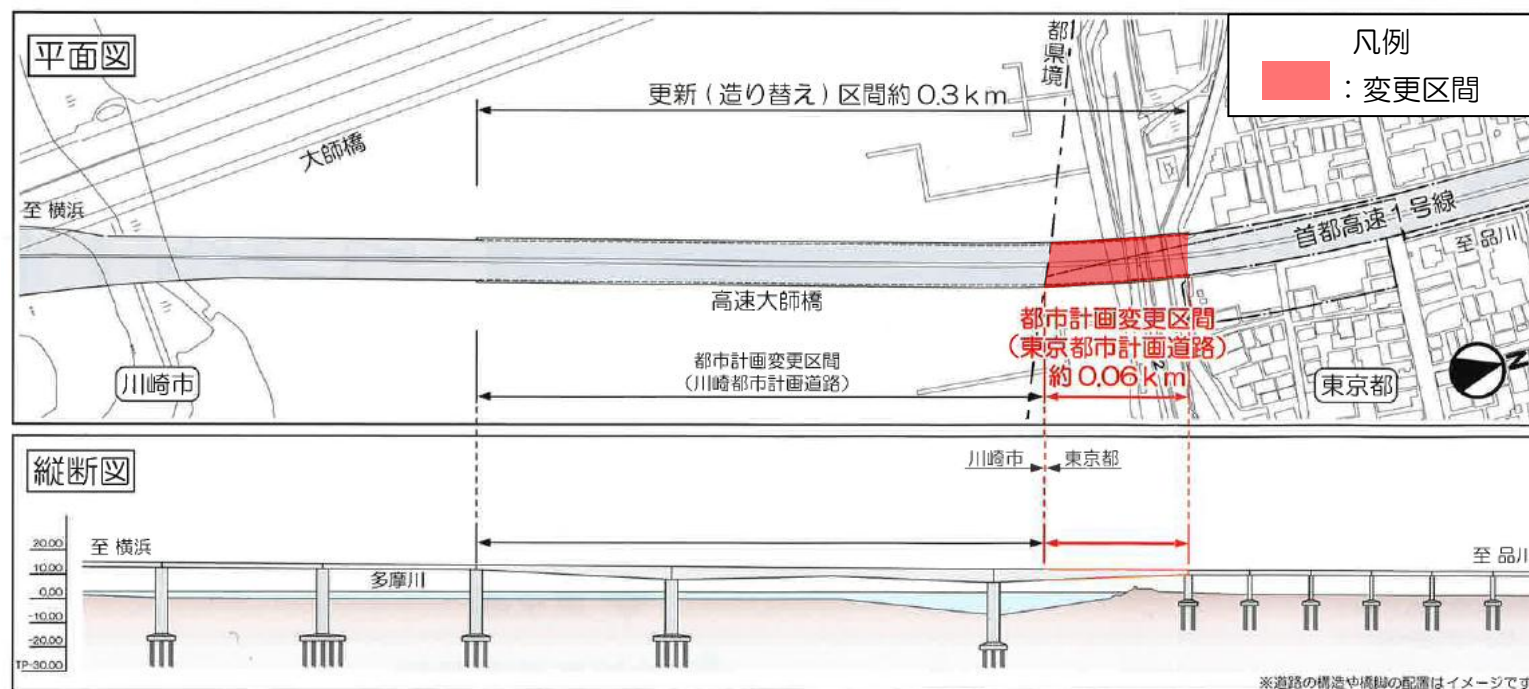 平面図
都県境
凡例
：変更区間
更新(造り替え)区間約0.3km
大師橋
至 横浜
首都高速1号線
至 品川
高速大師橋
都市計画変更区間
(東京都市計画道路)
約0.06km
都市計画変更区間
(川崎都市計画道路)
川崎市
東京都
N
縦断図
川崎市
東京都
20.00
10.00
0.00
-10.00
-20.00
TP-30.00
至 横浜
多摩川
至 品川
※道路の構造や橋脚の配置はイメージです